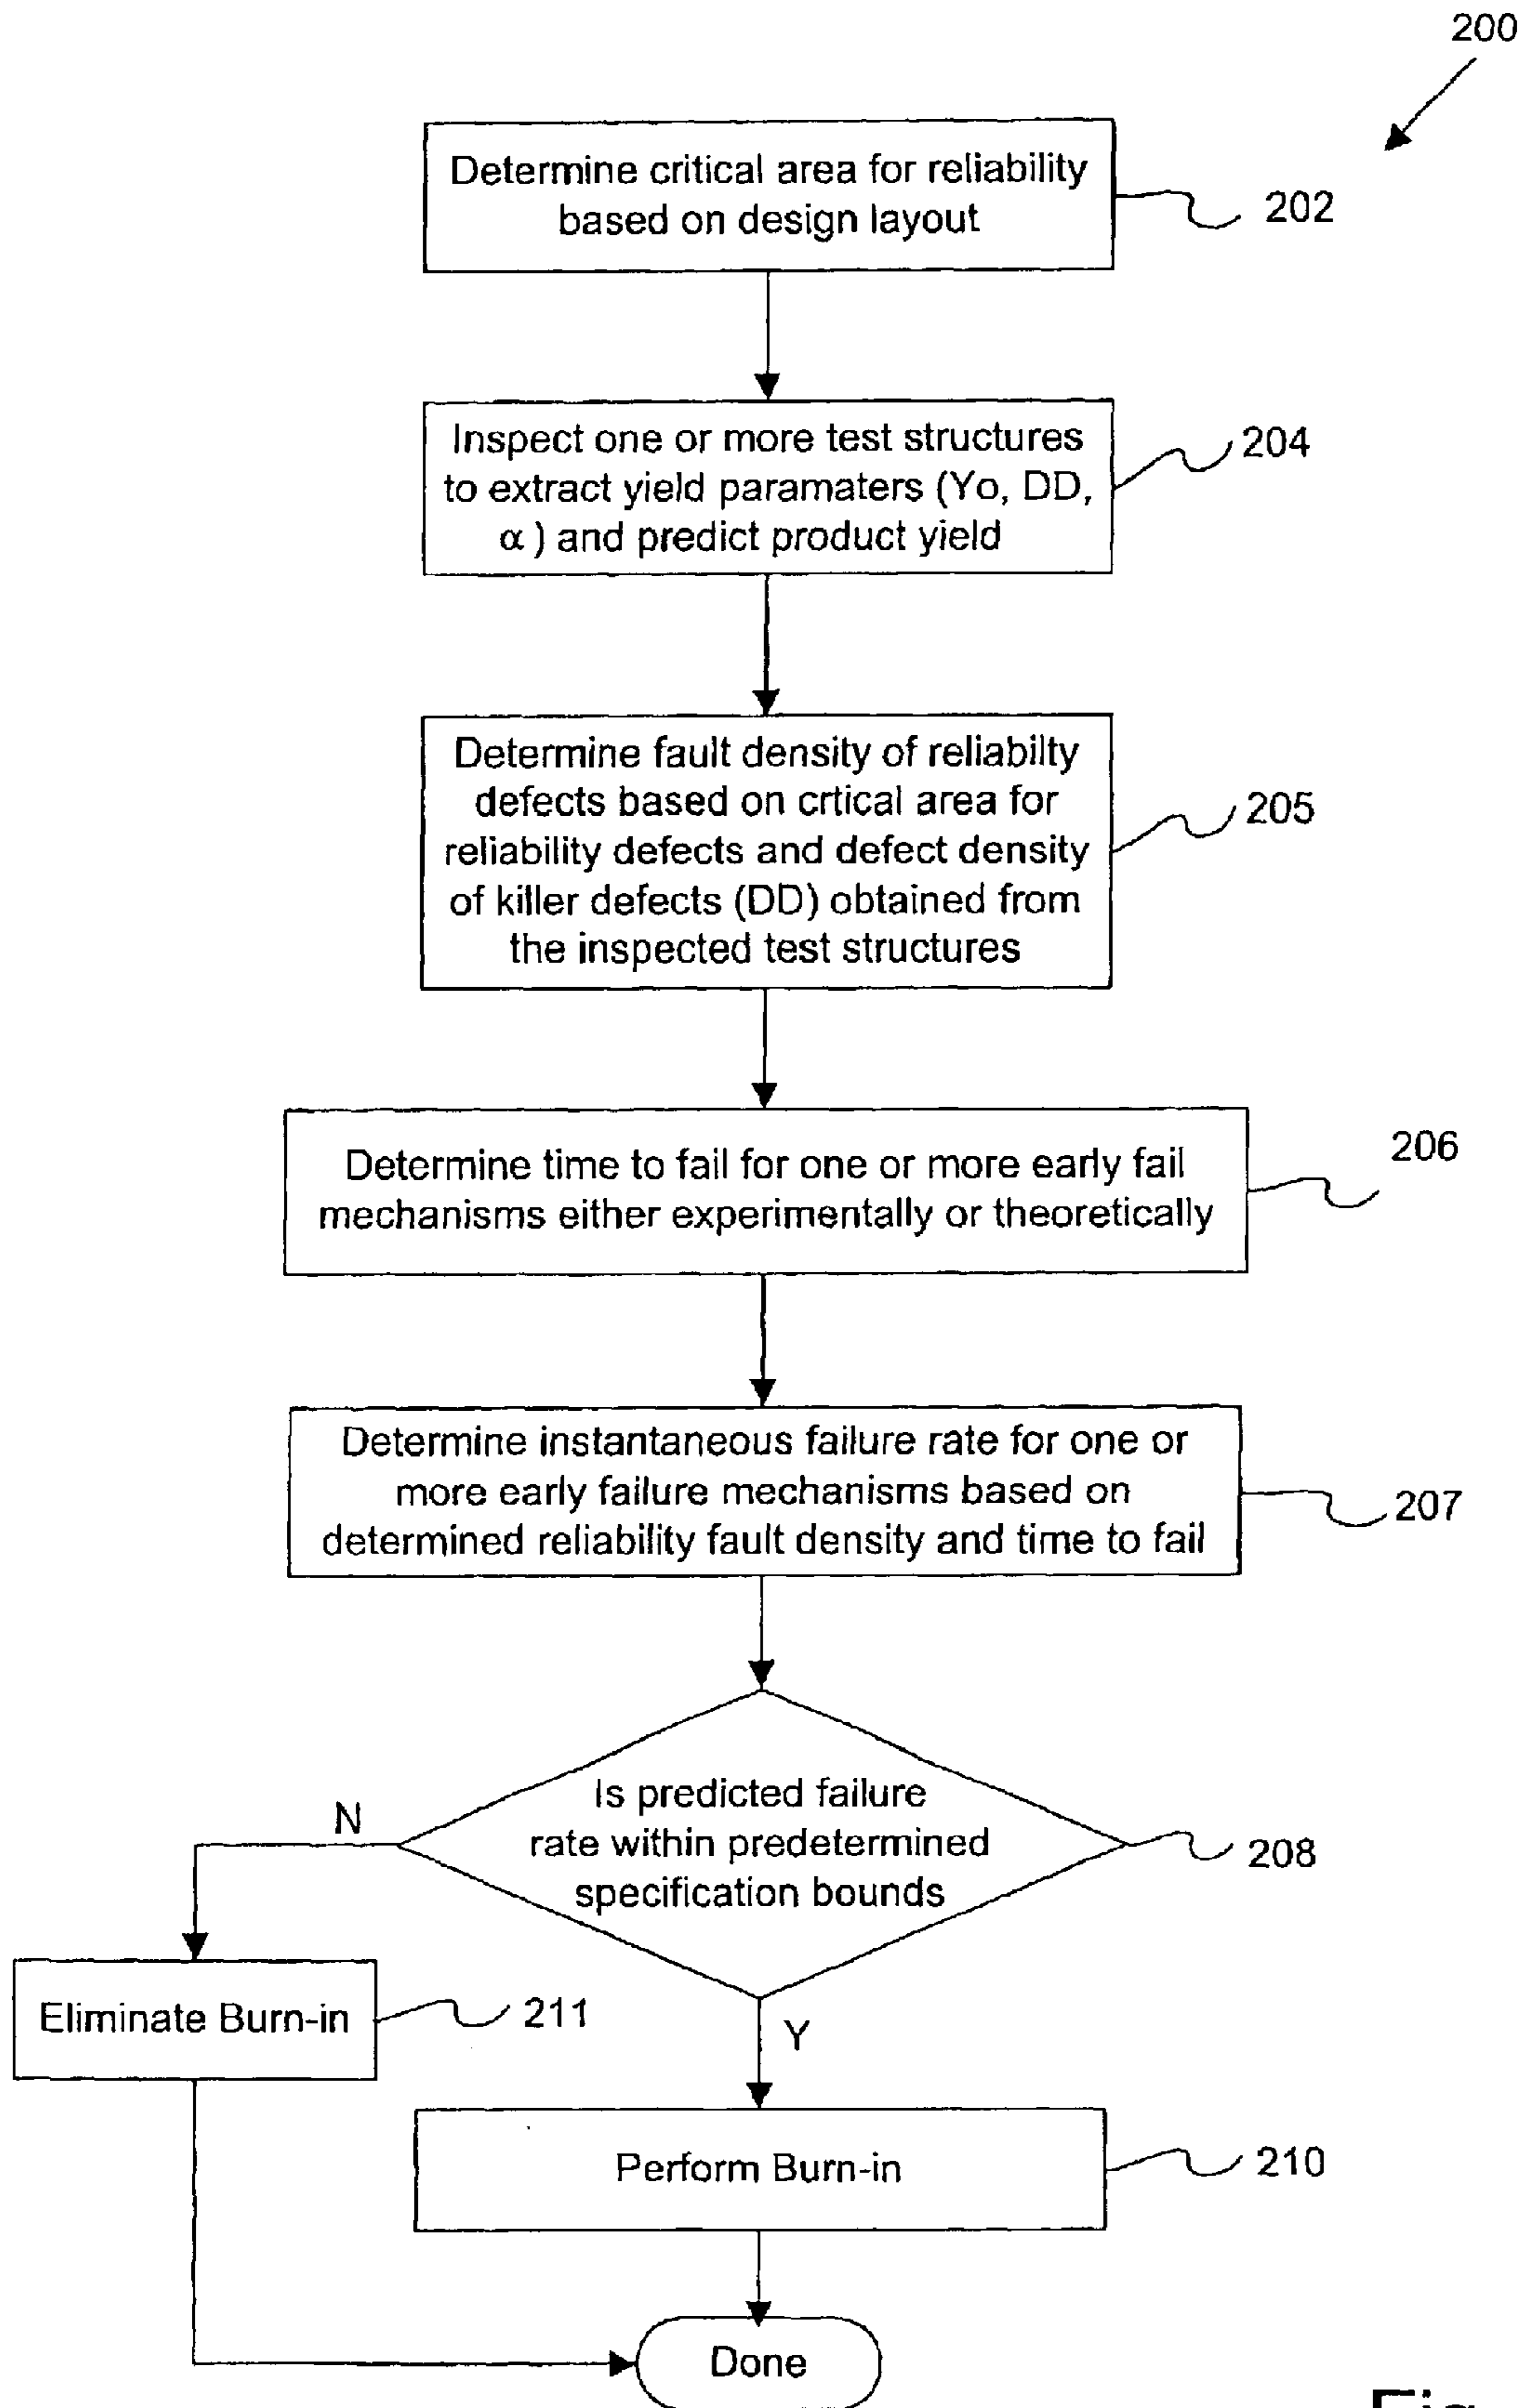 200
Determine critical area for reliability
based on design layout
202
Inspect one or more test structures
to extract yield paramaters (Yo, DD,
α ) and predict product yield
204
Determine fault density of reliabilty
defects based on crtical area for
reliability defects and defect density
of killer defects (DD) obtained from
the inspected test structures
205
Determine time to fail for one or more early fail
mechanisms either experimentally or theoretically
206
Determine instantaneous failure rate for one or
more early failure mechanisms based on
determined reliability fault density and time to fail
207
Is predicted failure
rate within predetermined
specification bounds
208
N
Eliminate Burn-in
211
Y
Perform Burn-in
210
Done